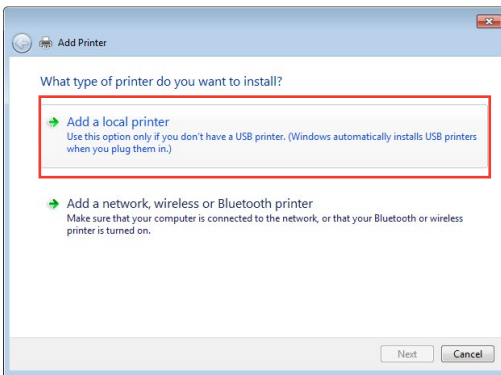 Add Printer
What type of printer do you want to install?
Add a local printer
Use this option only if you don't have a USB printer. (Windows automatically installs USB printers
when you plug them in.)
Add a network, wireless or Bluetooth printer
Make sure that your computer is connected to the network, or that your Bluetooth or wireless
printer is turned on.
Next
Cancel